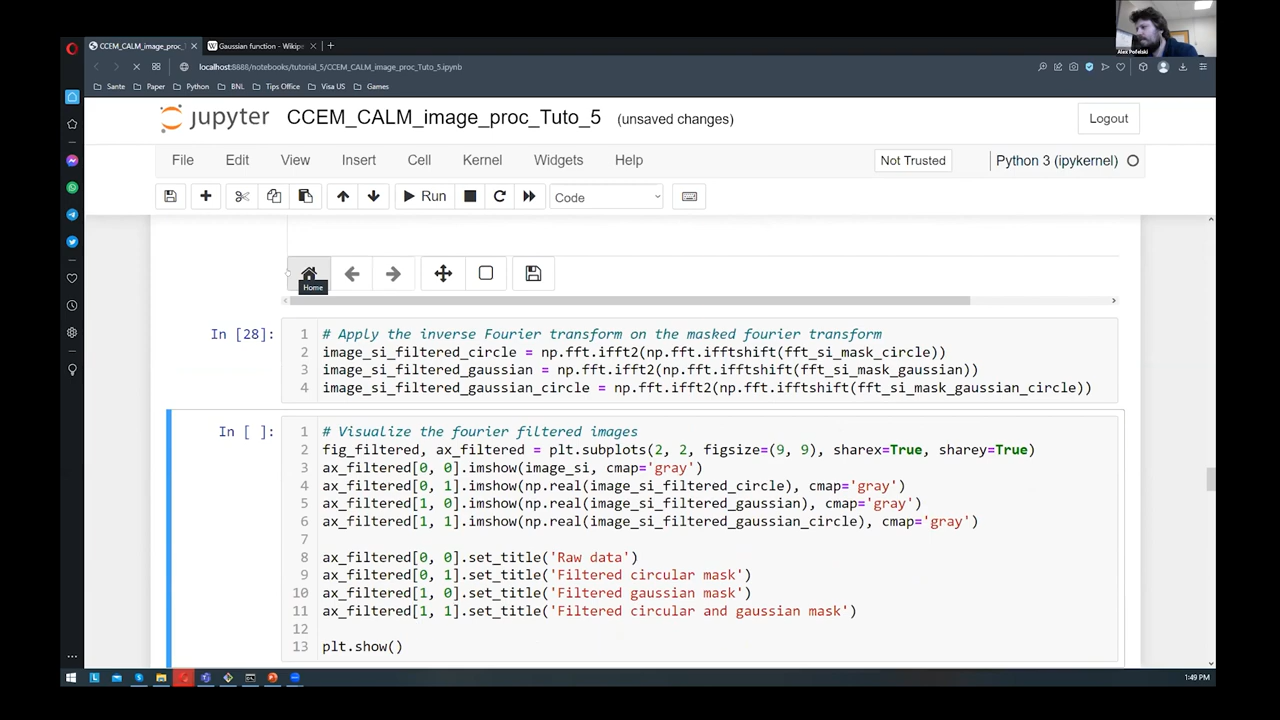 Alex Pofelski
CCEM_CALM_image_proc_
Gaussian function - Wikipe
localhost:8888/notebooks/tutorial_5/CCEM_CALM_image_proc_Tuto_5.ipynb
Sante Paper Python BNL Tips Office Visa US Games
jupyter CCEM_CALM_image_proc_Tuto_5 (unsaved changes) Logout
File Edit View Insert Cell Kernel Widgets Help Not Trusted Python 3 (ipykernel)
Run Code
Home
In [28]:
1 # Apply the inverse Fourier transform on the masked fourier transform
2 image_si_filtered_circle = np.fft.ifft2(np.fft.ifftshift(fft_si_mask_circle))
3 image_si_filtered_gaussian = np.fft.ifft2(np.fft.ifftshift(fft_si_mask_gaussian))
4 image_si_filtered_gaussian_circle = np.fft.ifft2(np.fft.ifftshift(fft_si_mask_gaussian_circle))
In [ ]:
1 # Visualize the fourier filtered images
2 fig_filtered, ax_filtered = plt.subplots(2, 2, figsize=(9, 9), sharex=True, sharey=True)
3 ax_filtered[0, 0].imshow(image_si, cmap='gray')
4 ax_filtered[0, 1].imshow(np.real(image_si_filtered_circle), cmap='gray')
5 ax_filtered[1, 0].imshow(np.real(image_si_filtered_gaussian), cmap='gray')
6 ax_filtered[1, 1].imshow(np.real(image_si_filtered_gaussian_circle), cmap='gray')
7
8 ax_filtered[0, 0].set_title('Raw data')
9 ax_filtered[0, 1].set_title('Filtered circular mask')
10 ax_filtered[1, 0].set_title('Filtered gaussian mask')
11 ax_filtered[1, 1].set_title('Filtered circular and gaussian mask')
12
13 plt.show()
1:49 PM